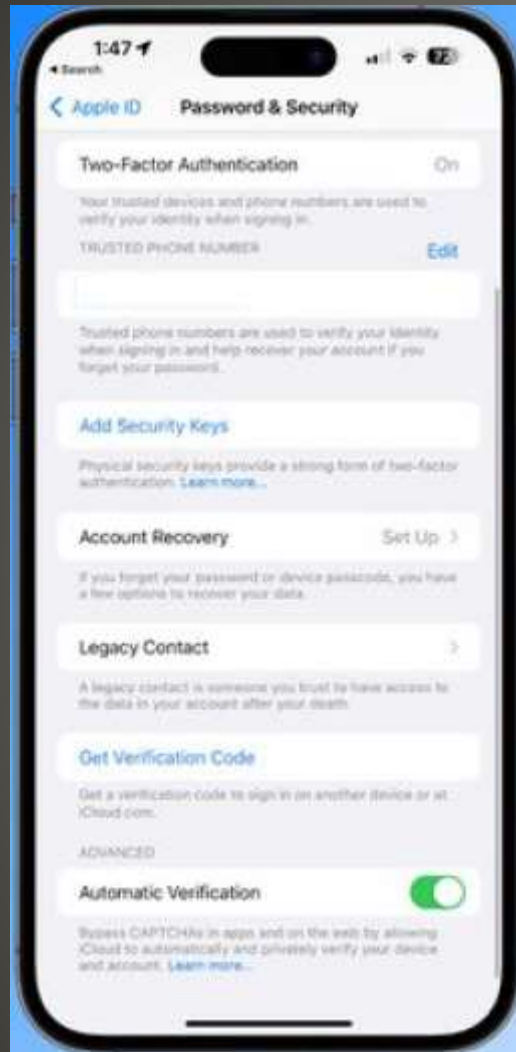 1:47
Search
72
Apple ID Password & Security
Two-Factor Authentication On
Your trusted devices and phone numbers are used to
verify your identity when signing in.
TRUSTED PHONE NUMBER Edit
Trusted phone numbers are used to verify your identity
when signing in and help recover your account if you
forget your password.
Add Security Keys
Physical security keys provide a strong form of two-factor
authentication. Learn more...
Account Recovery Set Up
If you forget your password or device passcode, you have
a few options to recover your data.
Legacy Contact
A legacy contact is someone you trust to have access to
the data in your account after your death.
Get Verification Code
Get a verification code to sign in on another device or at
iCloud.com.
ADVANCED
Automatic Verification
Bypass CAPTCHAs in apps and on the web by allowing
iCloud to automatically and privately verify your device
and account. Learn more...